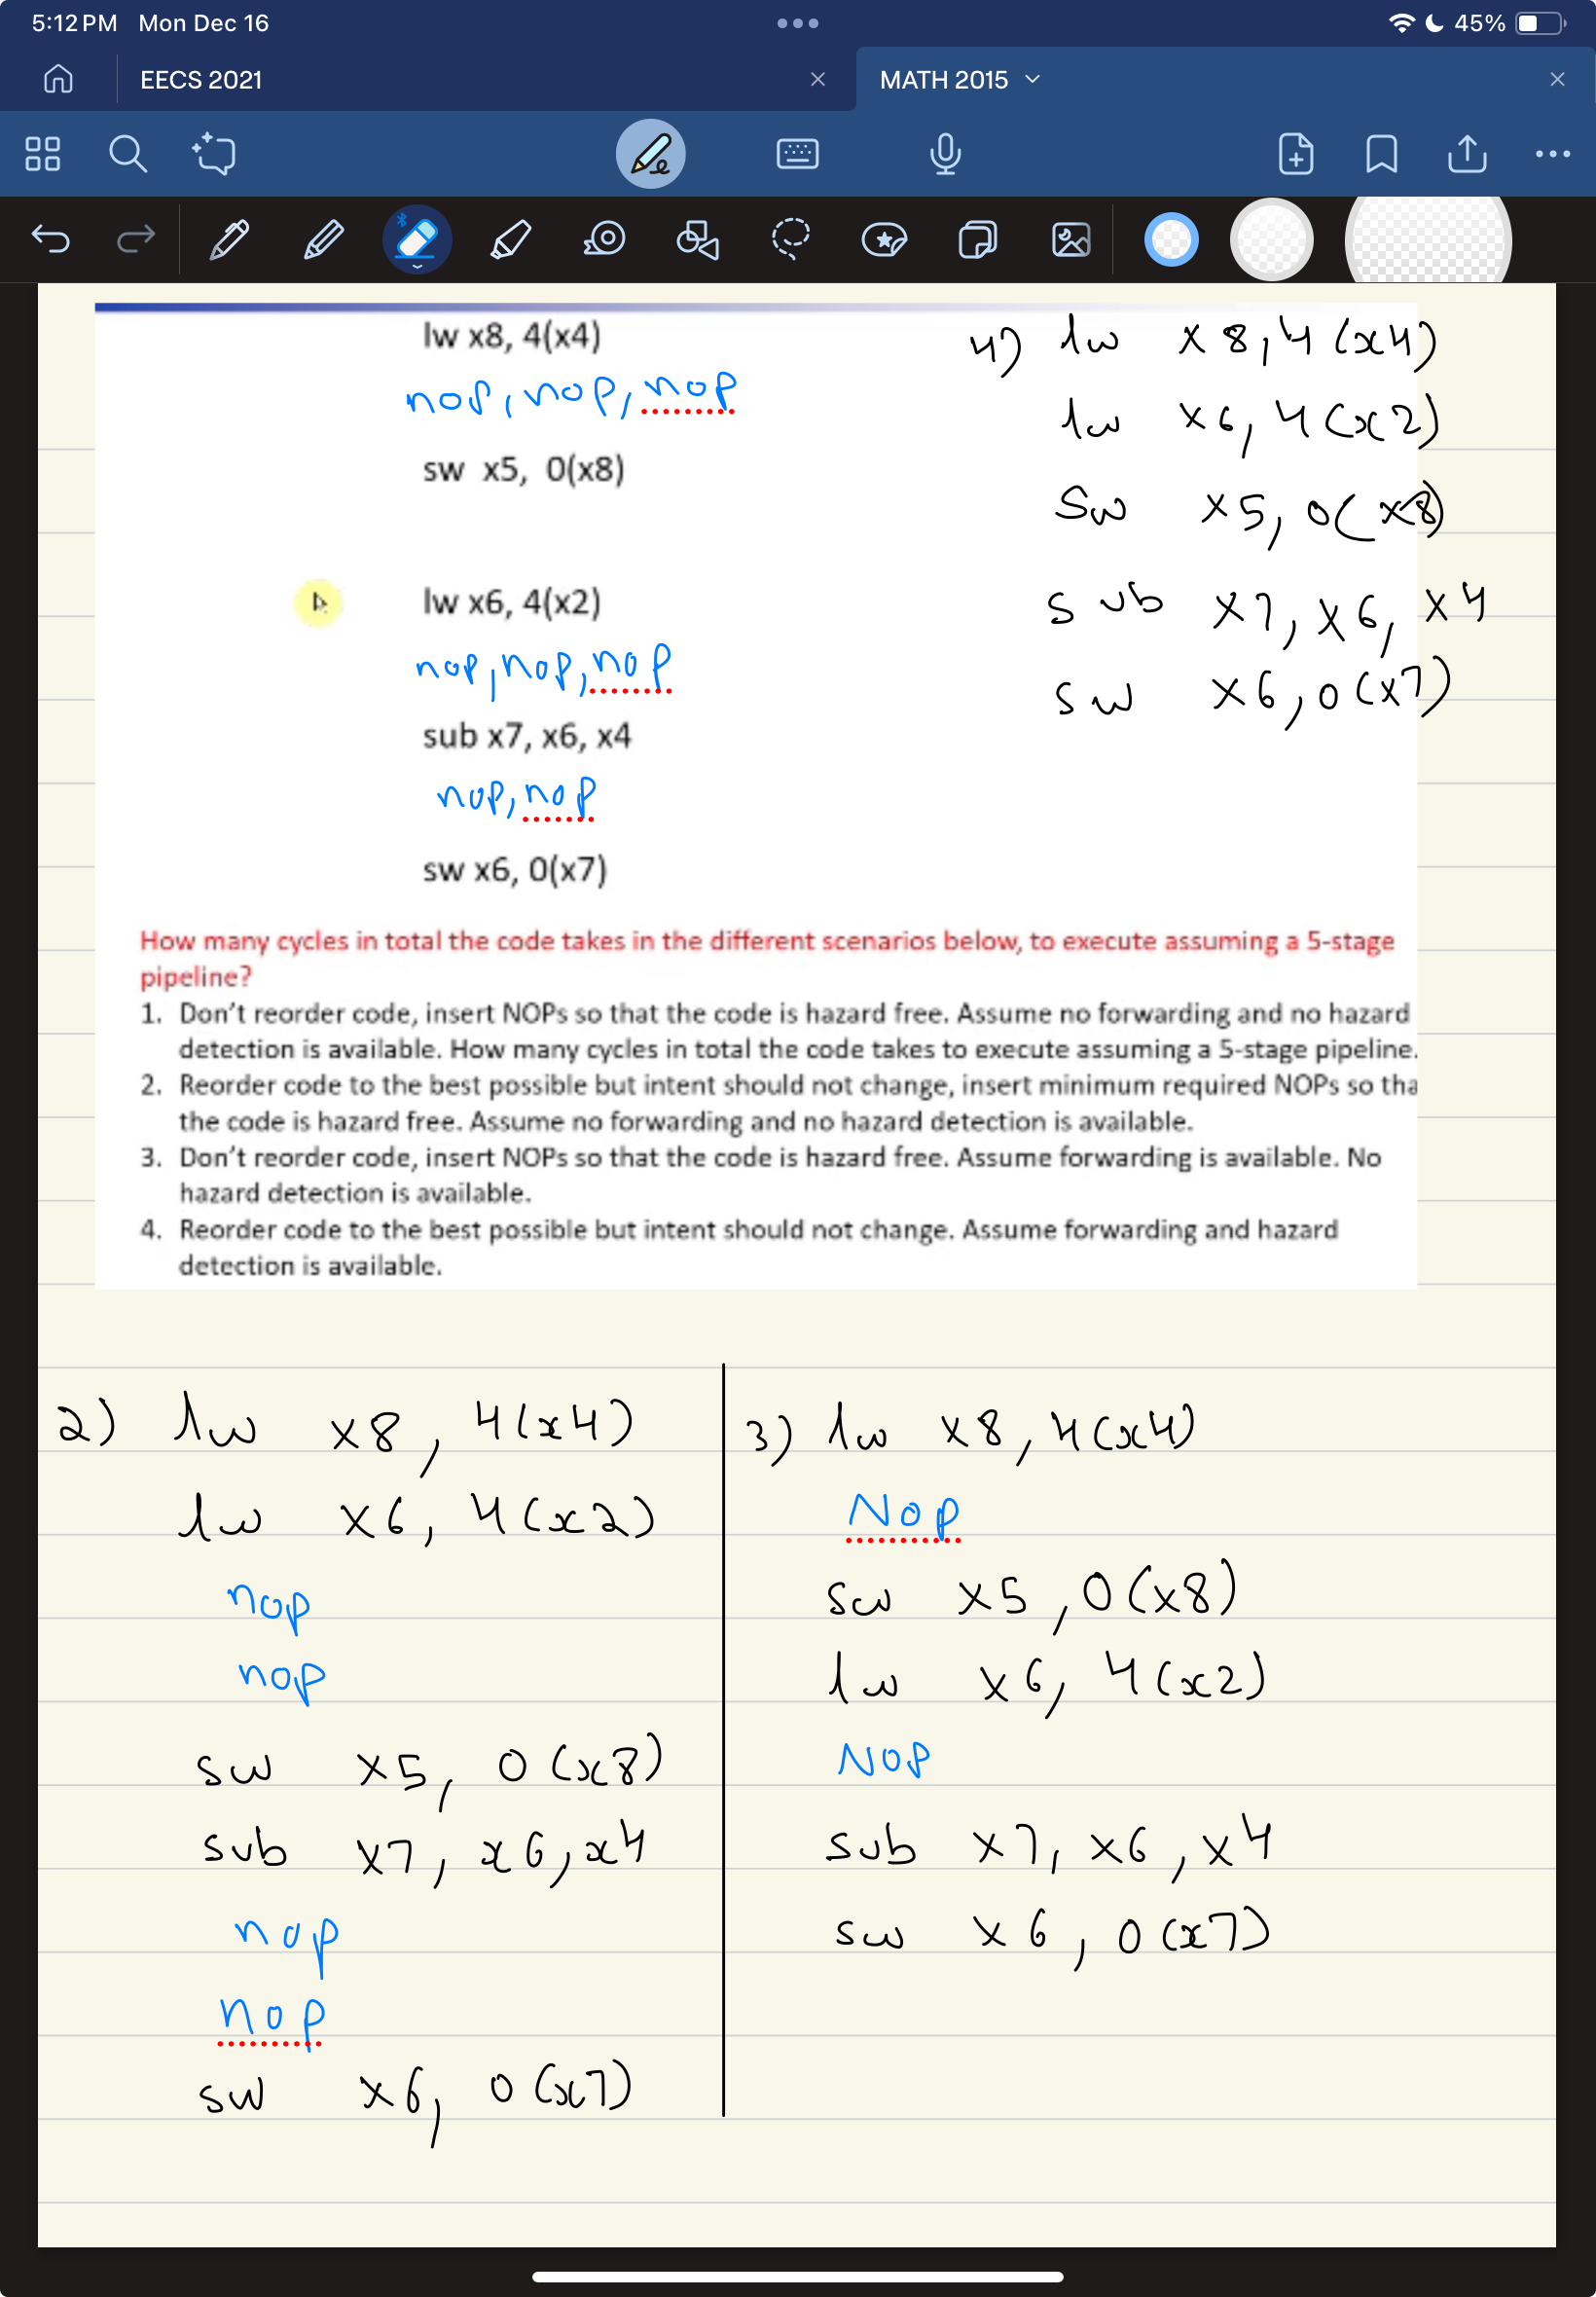 5:12 PM Mon Dec 16 45%
EECS 2021 MATH 2015
lw x8, 4(x4)
nop, nop, nop
sw x5, 0(x8)
lw x6, 4(x2)
nop, nop, nop
sub x7, x6, x4
nop, nop
sw x6, 0(x7)
4) lw x8, 4(x4)
lw x6, 4(x2)
sw x5, 0(x8)
sub x7, x6, x4
sw x6, 0(x7)
How many cycles in total the code takes in the different scenarios below, to execute assuming a 5-stage
pipeline?
1. Don't reorder code, insert NOPs so that the code is hazard free. Assume no forwarding and no hazard
detection is available. How many cycles in total the code takes to execute assuming a 5-stage pipeline.
2. Reorder code to the best possible but intent should not change, insert minimum required NOPs so tha
the code is hazard free. Assume no forwarding and no hazard detection is available.
3. Don't reorder code, insert NOPs so that the code is hazard free. Assume forwarding is available. No
hazard detection is available.
4. Reorder code to the best possible but intent should not change. Assume forwarding and hazard
detection is available.
2) lw x8, 4(x4)
lw x6, 4(x2)
nop
nop
sw x5, 0(x8)
sub x7, x6, x4
nop
nop
sw x6, 0(x7)
3) lw x8, 4(x4)
Nop
sw x5, 0(x8)
lw x6, 4(x2)
NOP
sub x7, x6, x4
sw x6, 0(x7)